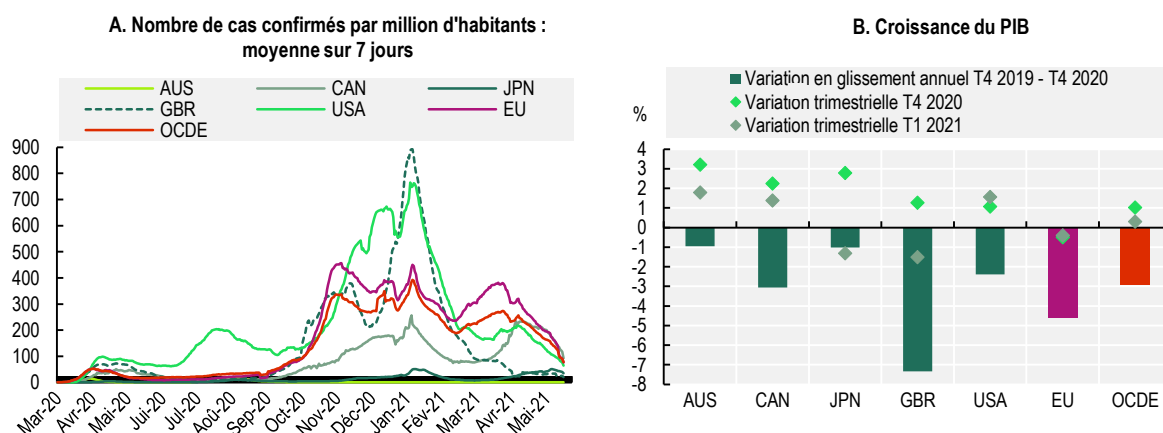 A. Nombre de cas confirmés par million d'habitants :
moyenne sur 7 jours
AUS CAN JPN
GBR USA EU
OCDE
900
800
700
600
500
400
300
200
100
0
Mar-20 Avr-20 Mai-20 Jui-20 Jui-20 Aoû-20 Sep-20 Oct-20 Nov-20 Déc-20 Jan-21 Fév-21 Mar-21 Avr-21 Mai-21
B. Croissance du PIB
Variation en glissement annuel T4 2019 - T4 2020
Variation trimestrielle T4 2020
Variation trimestrielle T1 2021
%
4
3
2
1
0
-1
-2
-3
-4
-5
-6
-7
-8
AUS CAN JPN GBR USA EU OCDE